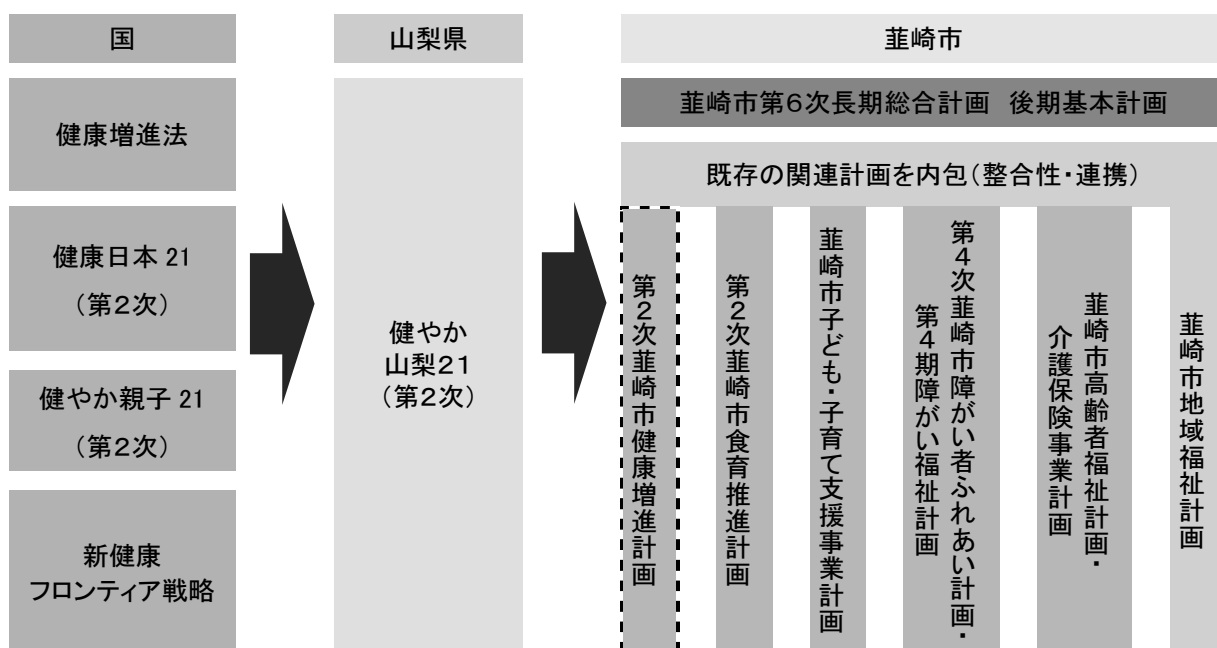 国
健康増進法
健康日本 21
（第２次）
健やか親子 21
（第２次）
新健康
フロンティア戦略
山梨県
健やか
山梨２１
（第２次）
韮崎市
韮崎市第６次長期総合計画　後期基本計画
既存の関連計画を内包（整合性・連携）
第２次韮崎市健康増進計画
第２次韮崎市食育推進計画
韮崎市子ども・子育て支援事業計画
第４次韮崎市障がい者ふれあい計画・
第４期障がい福祉計画
韮崎市高齢者福祉計画・
介護保険事業計画
韮崎市地域福祉計画